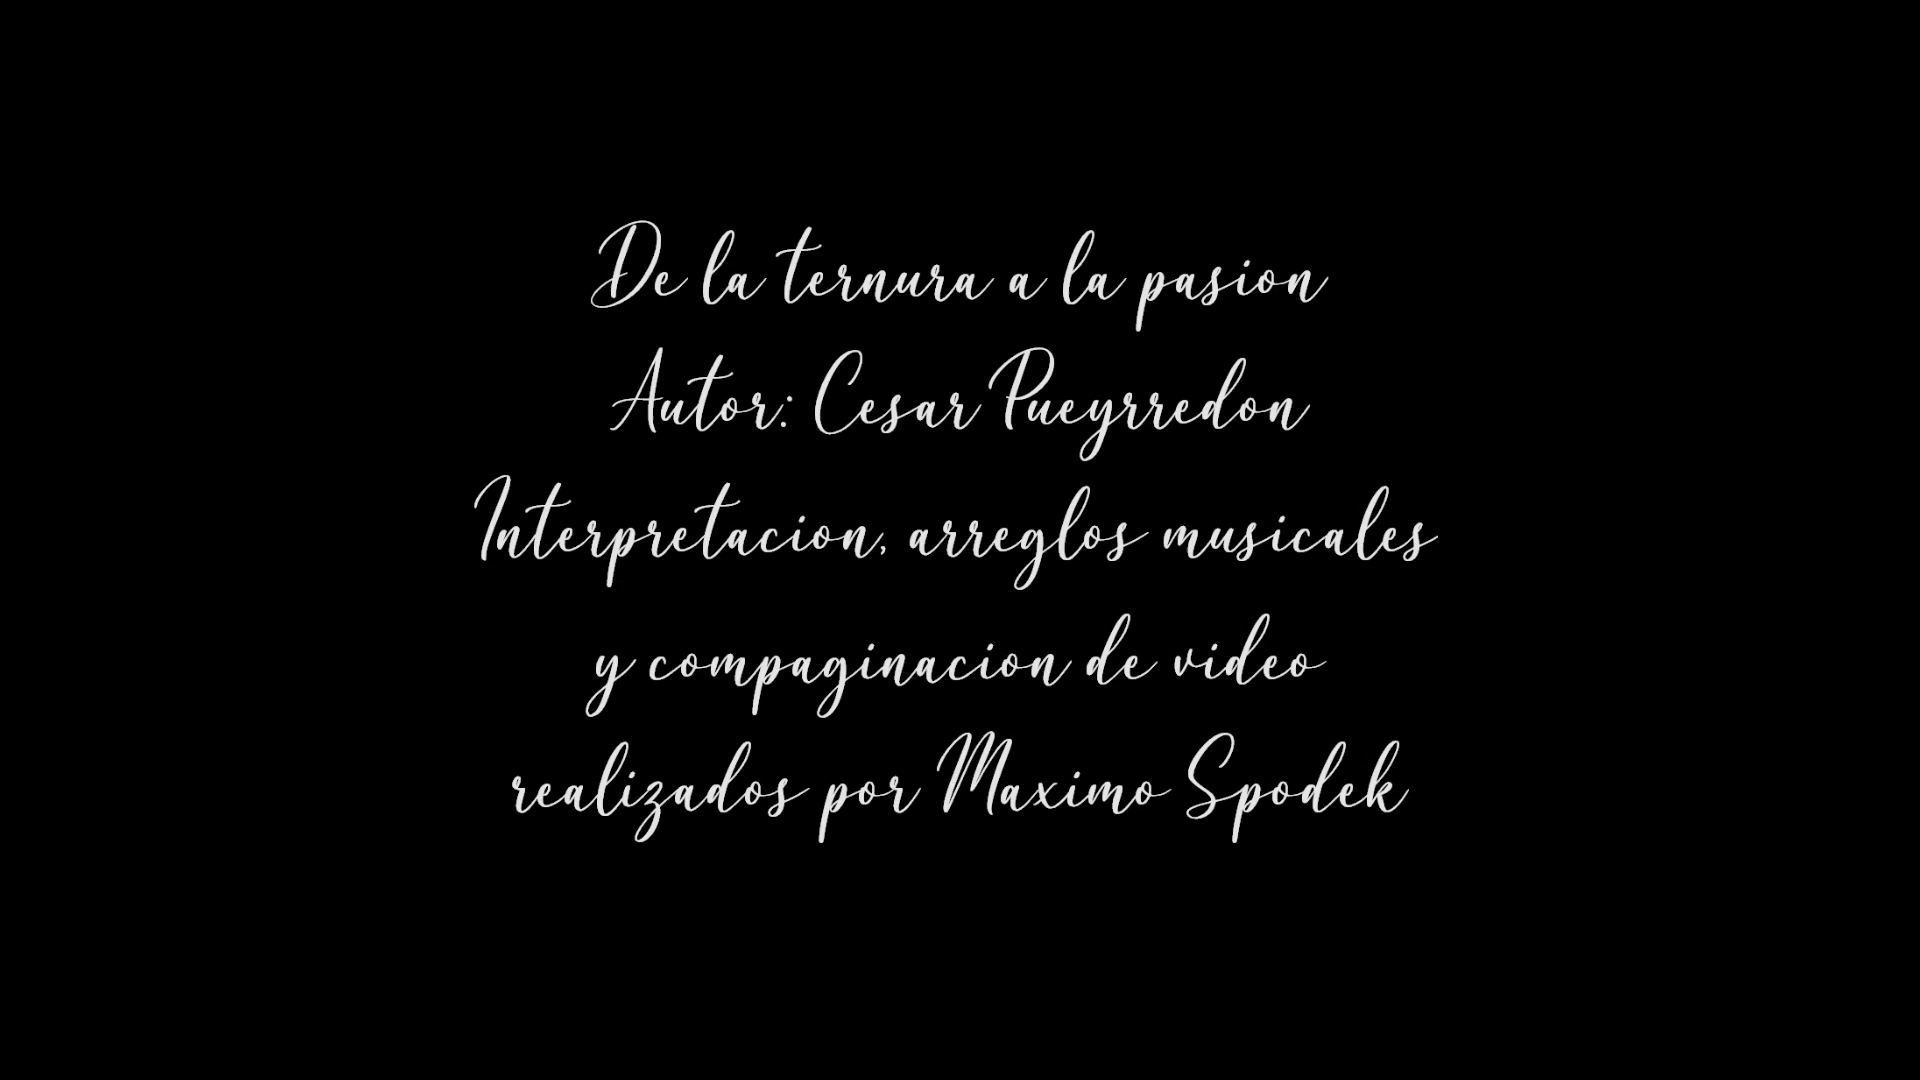 De la ternura a la pasion
Autor: Cesar Pueyrredon
Interpretacion, arreglos musicales
y compaginacion de video
realizados por Maximo Spodek